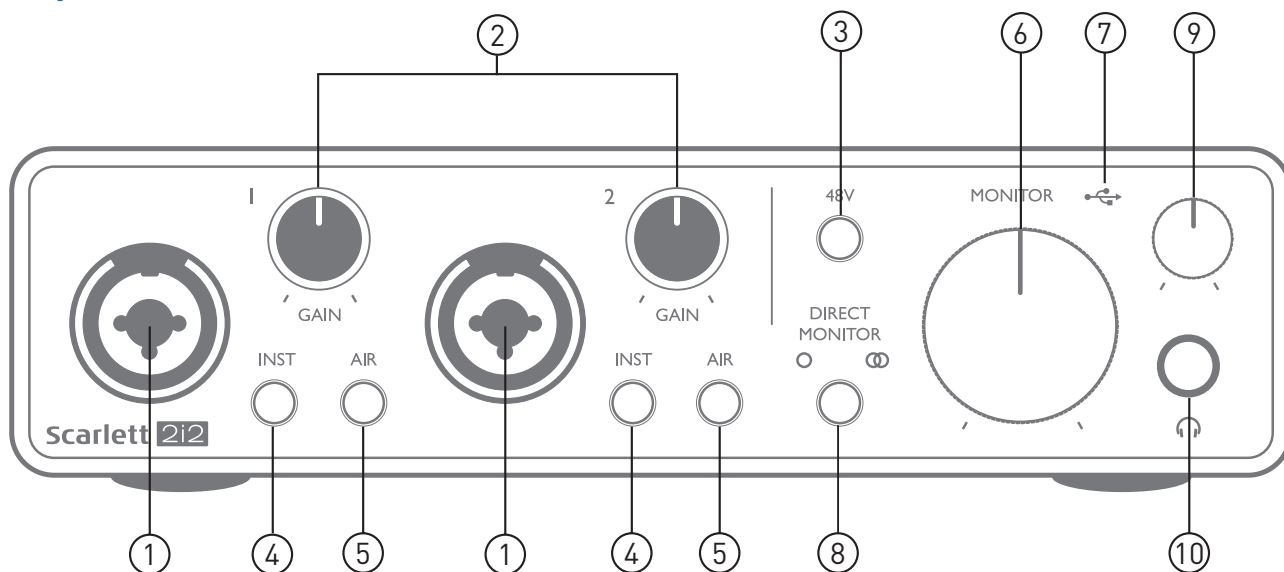 2
3
6
7
9
1
2
48V
MONITOR
GAIN
GAIN
DIRECT
MONITOR
INST
AIR
INST
AIR
Scarlett 2i2
1
4
5
1
4
5
8
10